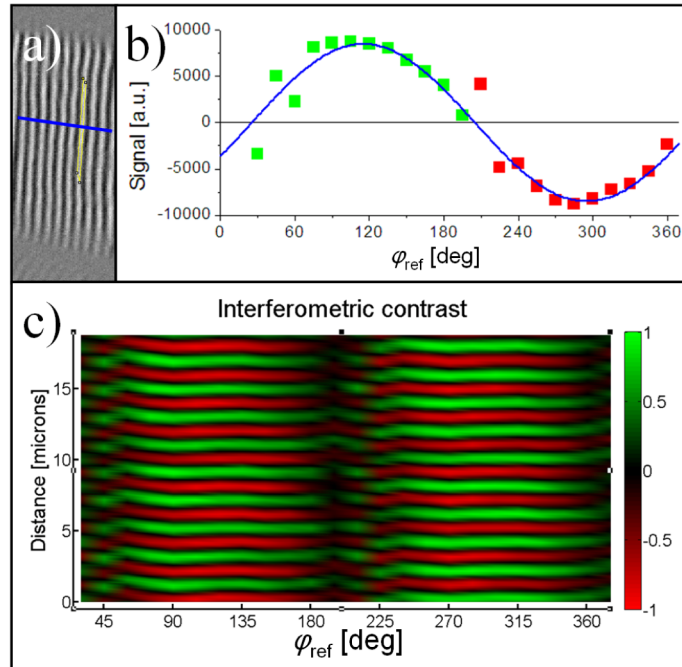 a)
b)
10000
5000
0
-5000
-10000
Signal [a.u.]
0 60 120 180 240 300 360
φref [deg]
c)
Interferometric contrast
15
10
5
0
Distance [microns]
45 90 135 180 225 270 315 360
φref [deg]
1
0.5
0
-0.5
-1